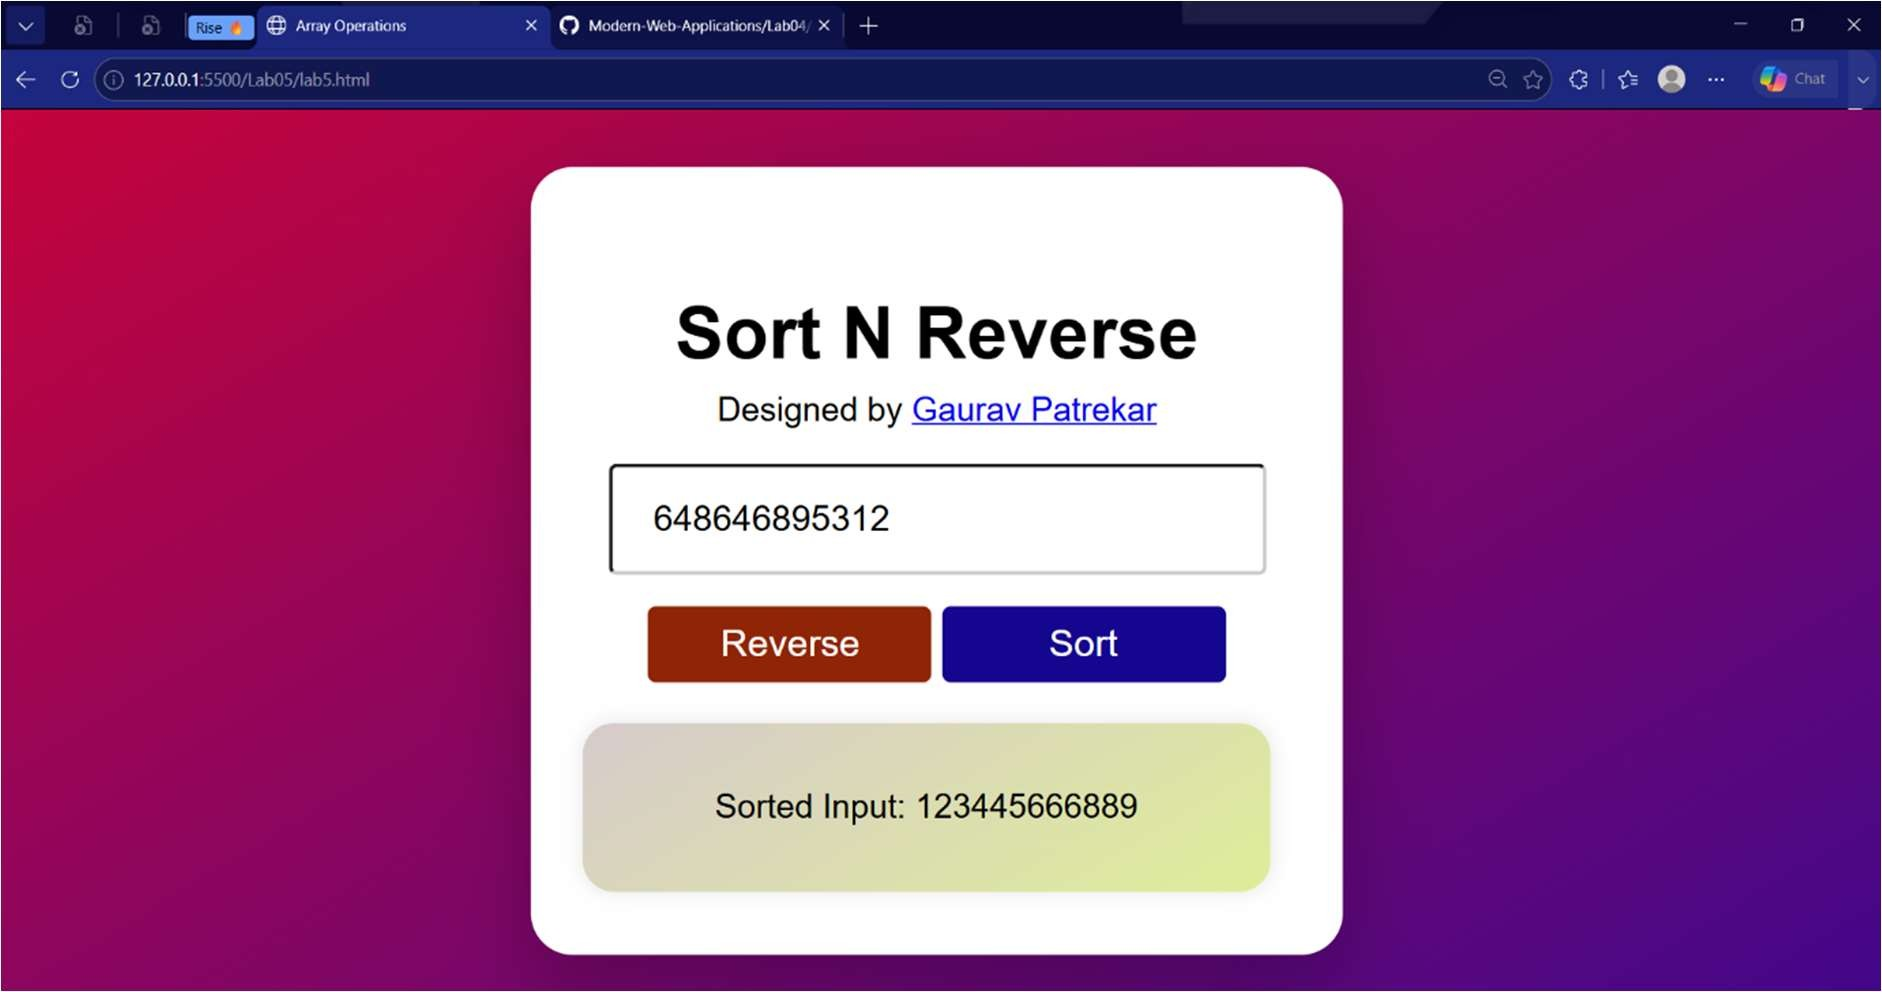 Rise 🔥 Array Operations Modern-Web-Applications/Lab04/
127.0.0.1:5500/Lab05/lab5.html Chat
Sort N Reverse
Designed by Gaurav Patrekar
648646895312
Reverse Sort
Sorted Input: 123445666889